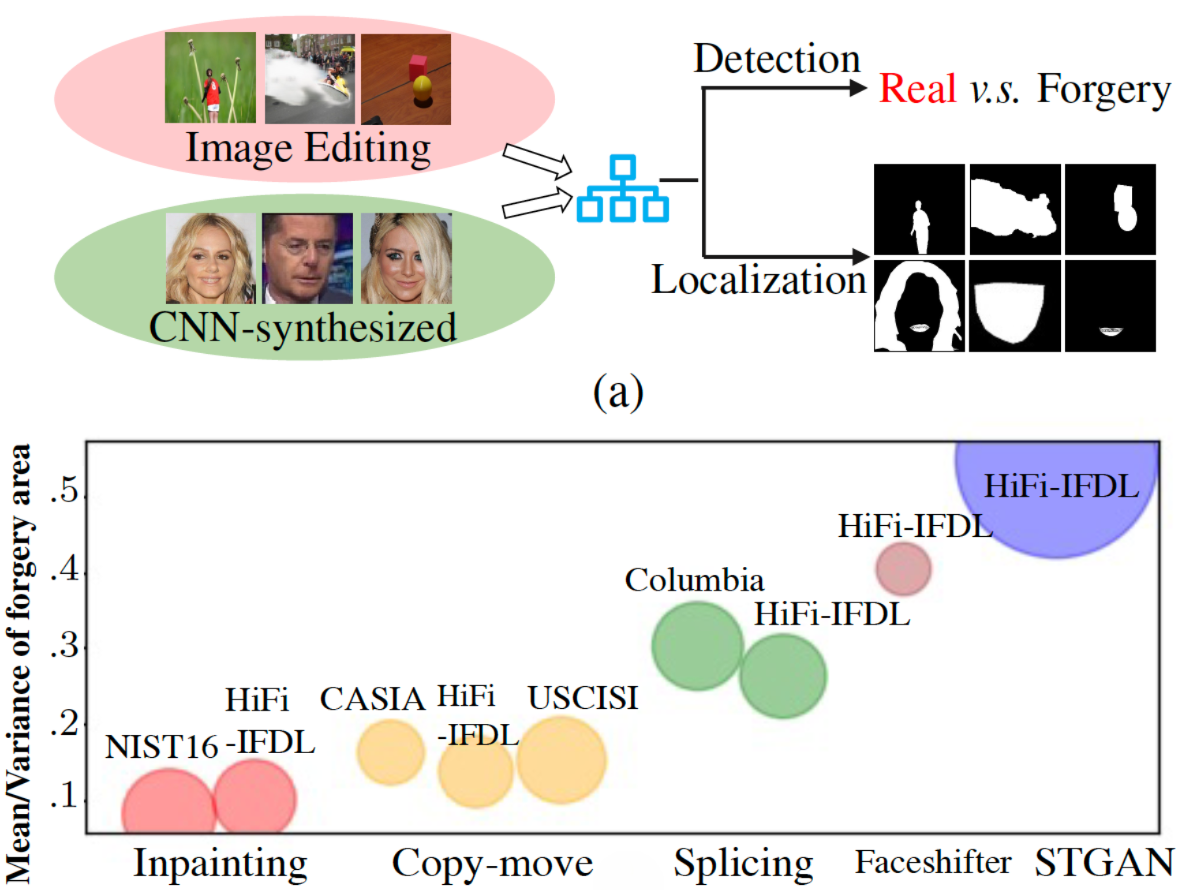 Detection
Real v.s. Forgery
Image Editing
Localization
CNN-synthesized
(a)
Mean/Variance of forgery area
.5
.4
.3
.2
.1
HiFi-IFDL
HiFi-IFDL
Columbia
HiFi-IFDL
HiFi
-IFDL
CASIA
HiFi
-IFDL
USCISI
NIST16
Inpainting
Copy-move
Splicing
Faceshifter
STGAN